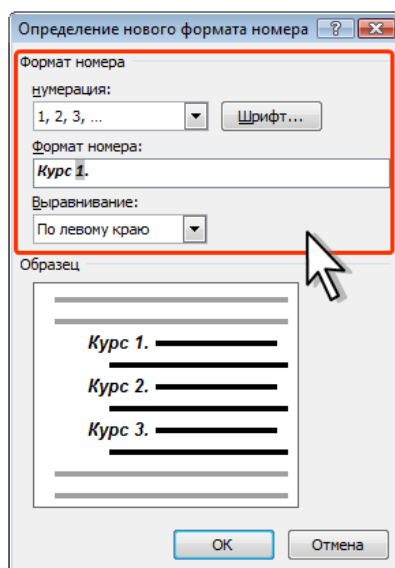 Определение нового формата номера
Формат номера
нумерация:
1, 2, 3, ...
Шрифт...
Формат номера:
Курс 1.
Выравнивание:
По левому краю
Образец
Курс 1.
Курс 2.
Курс 3.
ОК Отмена